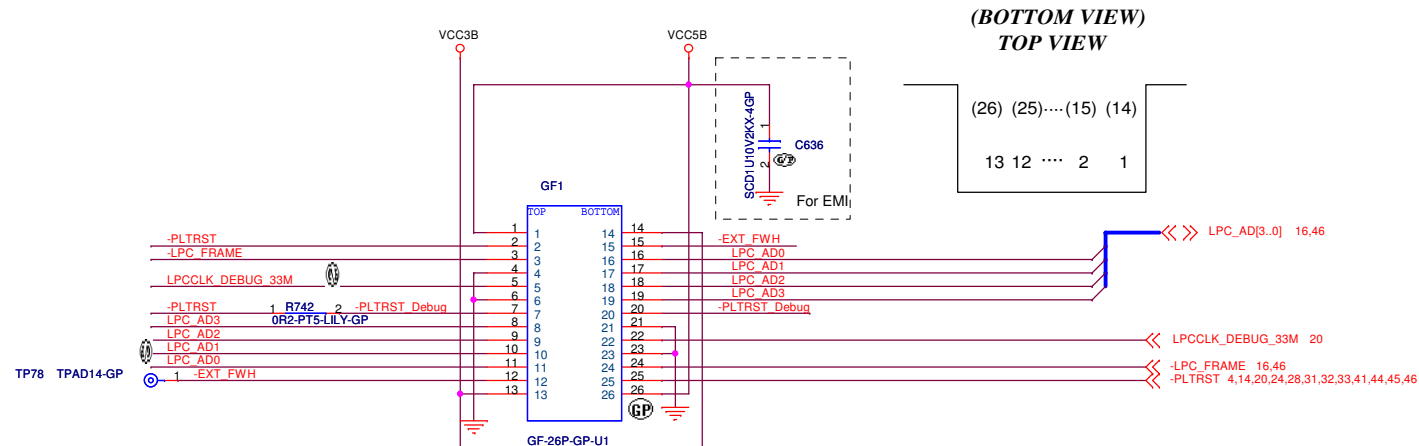 (BOTTOM VIEW)
TOP VIEW
VCC3B
VCC5B
(26) (25)····(15) (14)
13 12 ···· 2 1
SCD1U10V2KX-4GP
1
2
C636
G/P
For EMI
GF1
TOP BOTTOM
1 1 14 14
-PLTRST 2 2 15 15 -EXT_FWH
-LPC_FRAME 3 3 16 16 LPC_AD0
4 4 17 17 LPC_AD1
LPCCLK_DEBUG_33M 5 5 18 18 LPC_AD2
6 6 19 19 LPC_AD3
-PLTRST 1 R742 2 -PLTRST_Debug 7 7 20 20 -PLTRST_Debug
0R2-PT5-LILY-GP
LPC_AD3 8 8 21 21
LPC_AD2 9 9 22 22
LPC_AD1 10 10 23 23
LPC_AD0 11 11 24 24
TP78 TPAD14-GP 1 -EXT_FWH 12 12 25 25
13 13 26 26
GP
LPC_AD[3..0] 16,46
LPCCLK_DEBUG_33M 20
-LPC_FRAME 16,46
-PLTRST 4,14,20,24,28,31,32,33,41,44,45,46
GF-26P-GP-U1